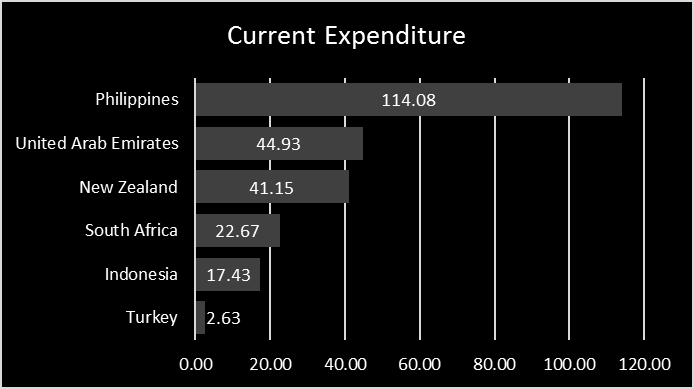 Current Expenditure
Philippines 114.08
United Arab Emirates 44.93
New Zealand 41.15
South Africa 22.67
Indonesia 17.43
Turkey 2.63
0.00 20.00 40.00 60.00 80.00 100.00 120.00